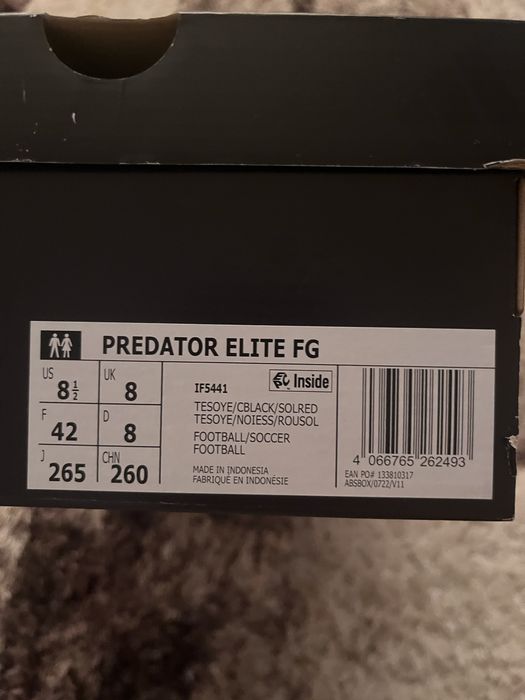 PREDATOR ELITE FG
US 8½ UK 8
F 42 D 8
J 265 CHN 260
Inside
IF5441
TESOYE/CBLACK/SOLRED
TESOYE/NOIESS/ROUSOL
FOOTBALL/SOCCER
FOOTBALL
MADE IN INDONESIA
FABRIQUÉ EN INDONÉSIE
4 066765 262493
EAN PO# 133810317
ABSBOX/0722/V11